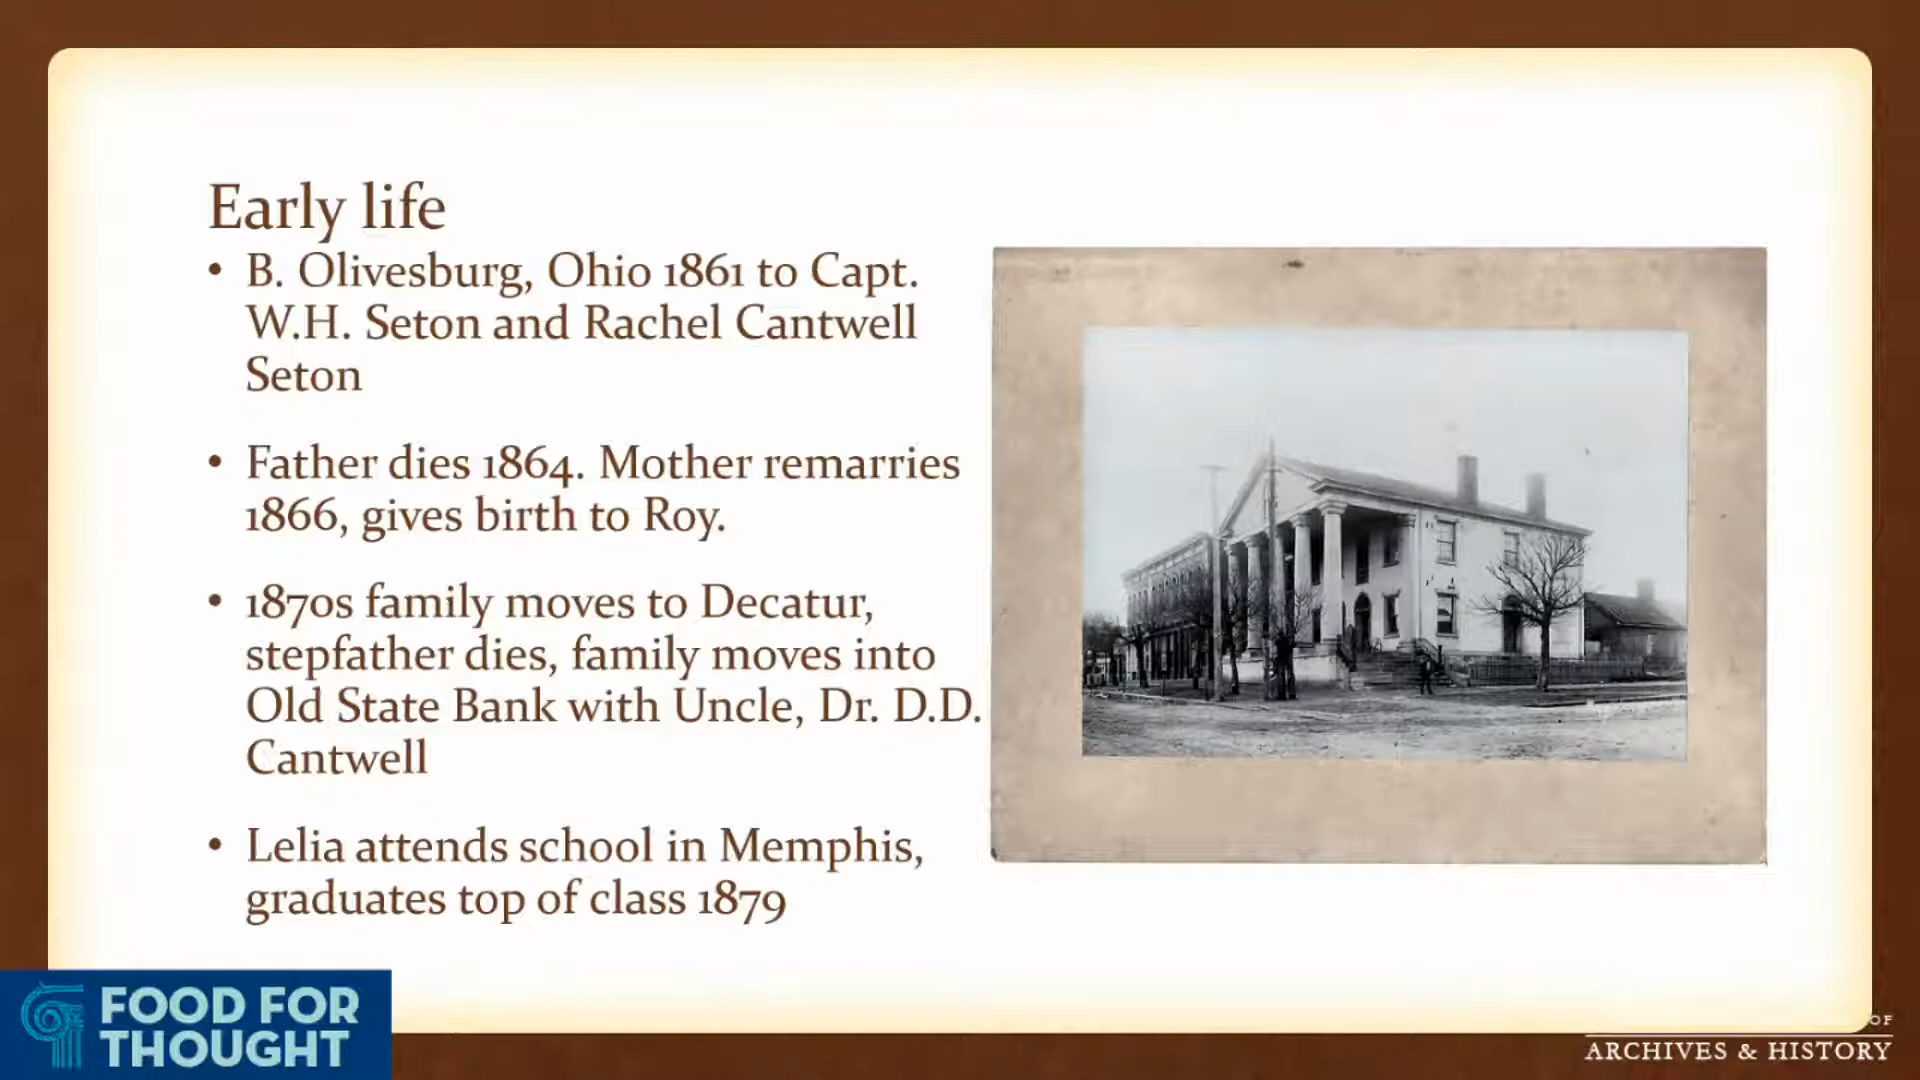 Early life
• B. Olivesburg, Ohio 1861 to Capt.
W.H. Seton and Rachel Cantwell
Seton
• Father dies 1864. Mother remarries
1866, gives birth to Roy.
• 1870s family moves to Decatur,
stepfather dies, family moves into
Old State Bank with Uncle, Dr. D.D.
Cantwell
• Lelia attends school in Memphis,
graduates top of class 1879
FOOD FOR
THOUGHT
OF
ARCHIVES & HISTORY